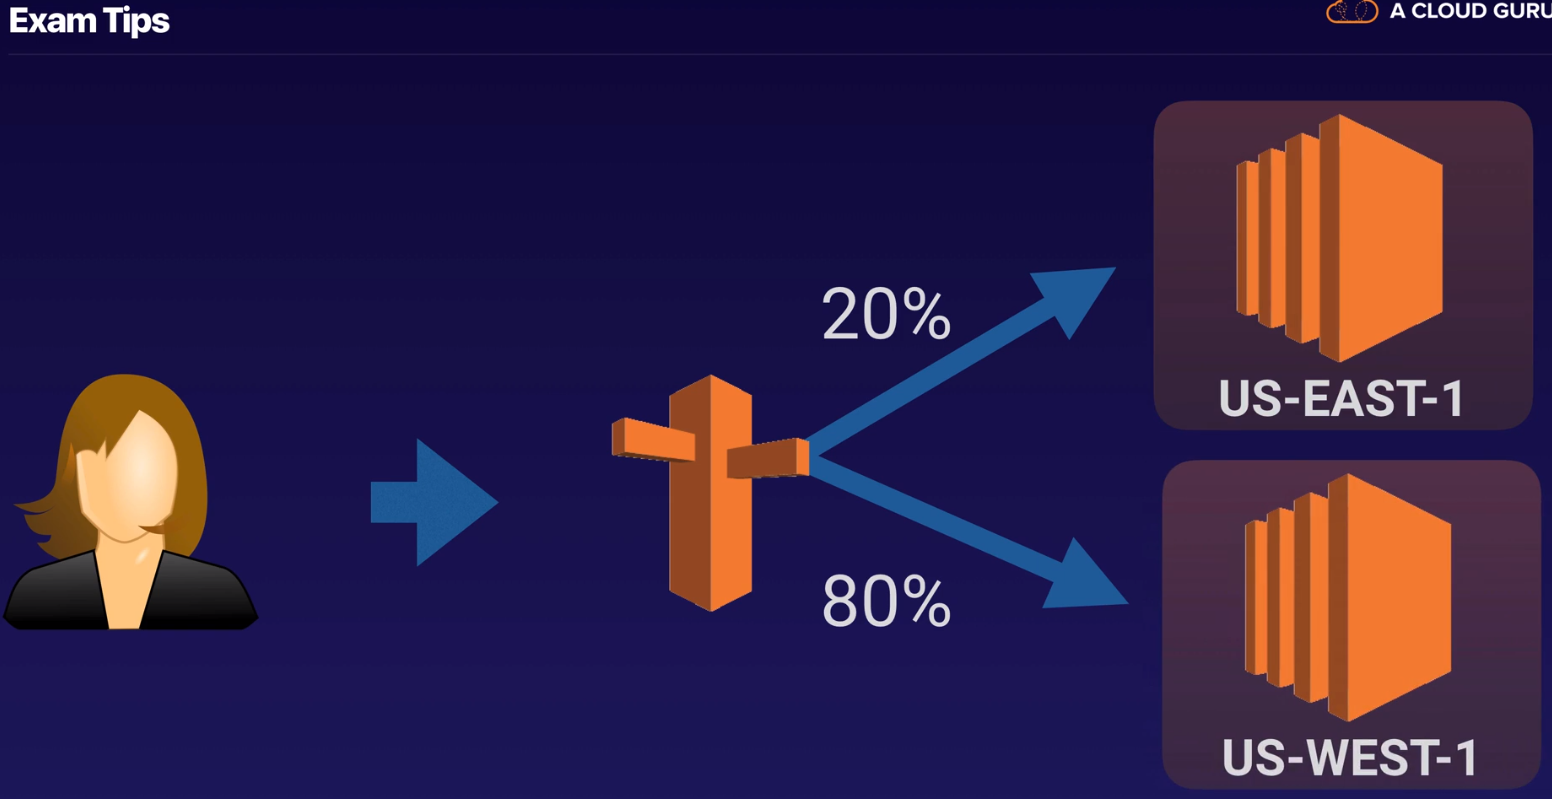 Exam Tips
A CLOUD GURU
20%
US-EAST-1
80%
US-WEST-1